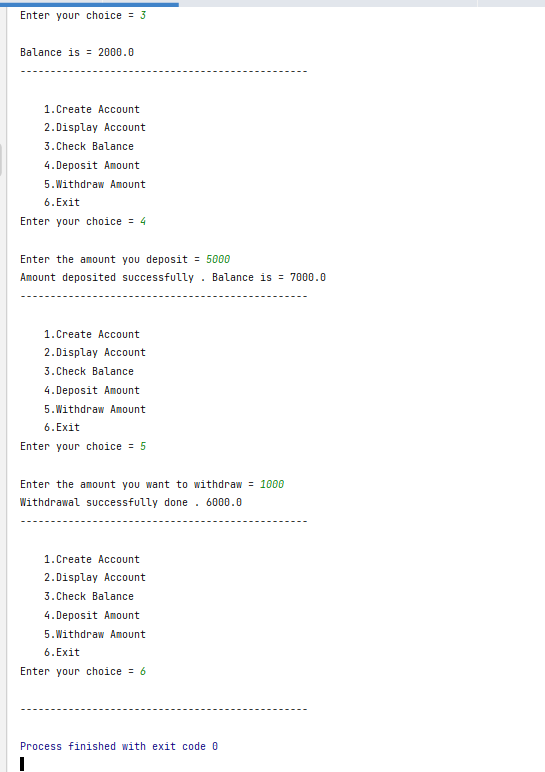 Enter your choice = 3
Balance is = 2000.0
------------------------------------------------
1.Create Account
2.Display Account
3.Check Balance
4.Deposit Amount
5.Withdraw Amount
6.Exit
Enter your choice = 4
Enter the amount you deposit = 5000
Amount deposited successfully . Balance is = 7000.0
------------------------------------------------
1.Create Account
2.Display Account
3.Check Balance
4.Deposit Amount
5.Withdraw Amount
6.Exit
Enter your choice = 5
Enter the amount you want to withdraw = 1000
Withdrawal successfully done . 6000.0
------------------------------------------------
1.Create Account
2.Display Account
3.Check Balance
4.Deposit Amount
5.Withdraw Amount
6.Exit
Enter your choice = 6
------------------------------------------------
Process finished with exit code 0